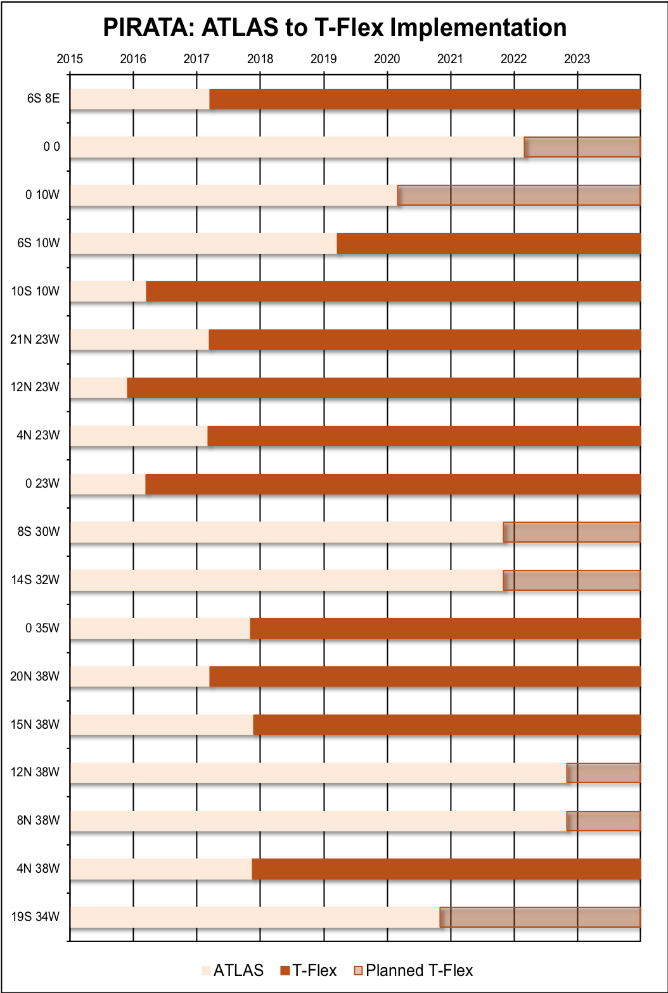 PIRATA: ATLAS to T-Flex Implementation
2015 2016 2017 2018 2019 2020 2021 2022 2023
6S 8E
0 0
0 10W
6S 10W
10S 10W
21N 23W
12N 23W
4N 23W
0 23W
8S 30W
14S 32W
0 35W
20N 38W
15N 38W
12N 38W
8N 38W
4N 38W
19S 34W
ATLAS T-Flex Planned T-Flex